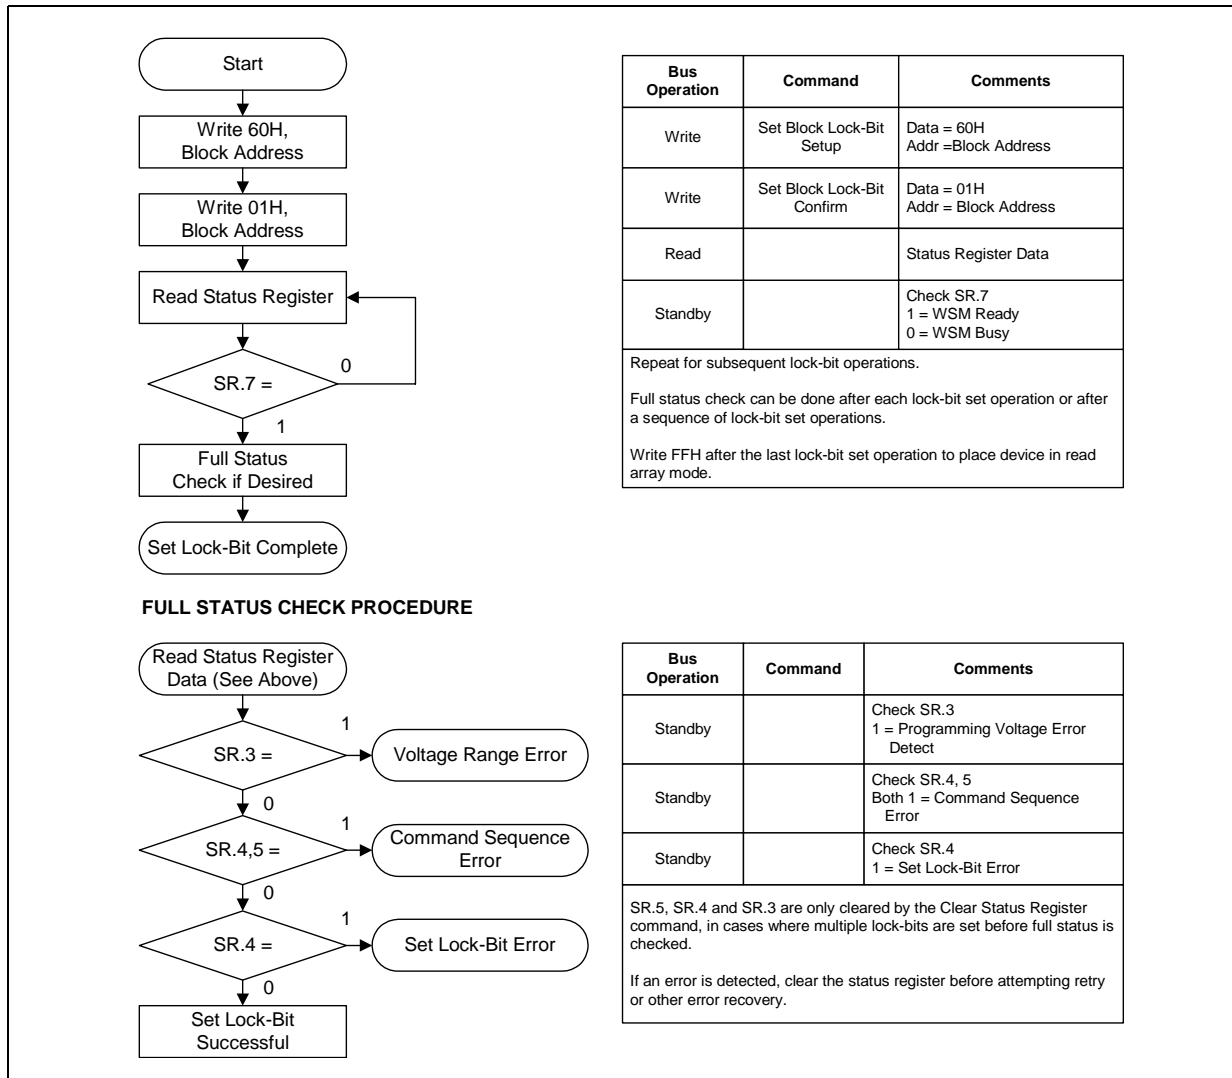 Start
Write 60H,
Block Address
Write 01H,
Block Address
Read Status Register
SR.7 =
0
1
Full Status
Check if Desired
Set Lock-Bit Complete
Bus
Operation
Command
Comments
Write
Set Block Lock-Bit
Setup
Data = 60H
Addr =Block Address
Write
Set Block Lock-Bit
Confirm
Data = 01H
Addr = Block Address
Read
Status Register Data
Standby
Check SR.7
1 = WSM Ready
0 = WSM Busy
Repeat for subsequent lock-bit operations.
Full status check can be done after each lock-bit set operation or after
a sequence of lock-bit set operations.
Write FFH after the last lock-bit set operation to place device in read
array mode.
FULL STATUS CHECK PROCEDURE
Read Status Register
Data (See Above)
SR.3 =
1
Voltage Range Error
0
SR.4,5 =
1
Command Sequence
Error
0
SR.4 =
1
Set Lock-Bit Error
0
Set Lock-Bit
Successful
Bus
Operation
Command
Comments
Standby
Check SR.3
1 = Programming Voltage Error
Detect
Standby
Check SR.4, 5
Both 1 = Command Sequence
Error
Standby
Check SR.4
1 = Set Lock-Bit Error
SR.5, SR.4 and SR.3 are only cleared by the Clear Status Register
command, in cases where multiple lock-bits are set before full status is
checked.
If an error is detected, clear the status register before attempting retry
or other error recovery.